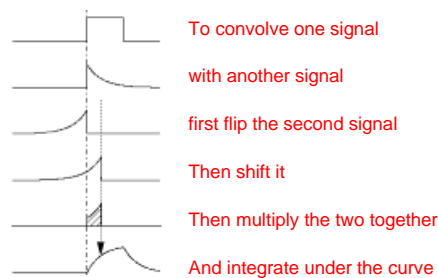 To convolve one signal
with another signal
first flip the second signal
Then shift it
Then multiply the two together
And integrate under the curve